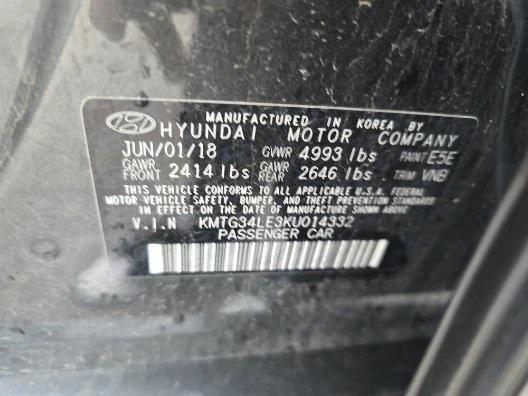 MANUFACTURED IN KOREA BY
HYUNDAI MOTOR COMPANY
JUN/01/18 GVWR 4993 lbs PAINT E5E
GAWR FRONT 2414 lbs GAWR REAR 2646 lbs TRIM VNB
THIS VEHICLE CONFORMS TO ALL APPLICABLE U.S.A. FEDERAL
MOTOR VEHICLE SAFETY, BUMPER, AND THEFT PREVENTION STANDARDS
IN EFFECT ON THE DATE OF MANUFACTURE SHOWN ABOVE.
V.I.N KMTG34LE3KU014332
PASSENGER CAR